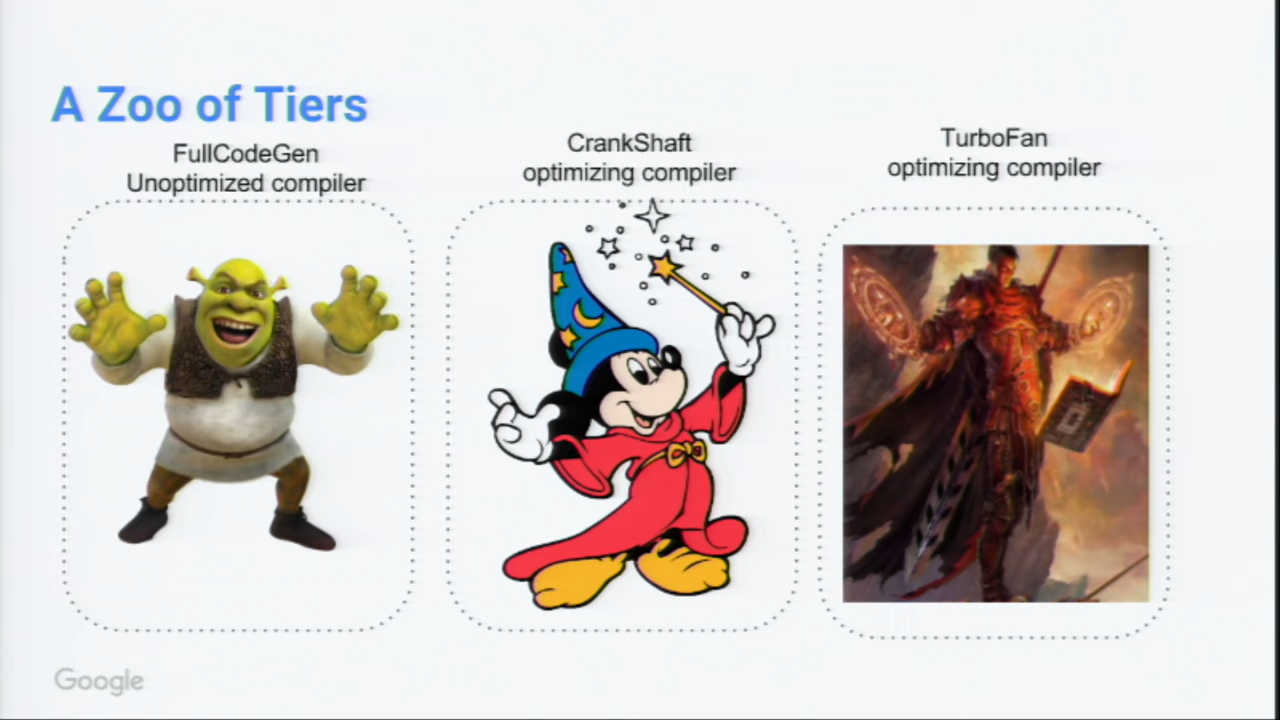 A Zoo of Tiers
FullCodeGen
Unoptimized compiler
CrankShaft
optimizing compiler
TurboFan
optimizing compiler
Google